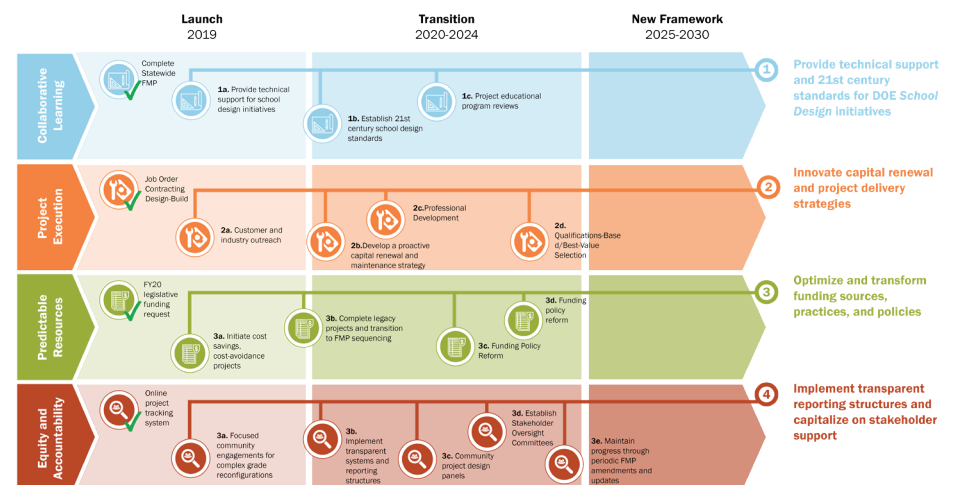 Launch
2019
Transition
2020-2024
New Framework
2025-2030
Collaborative
Learning
Complete
Statewide
FMP
1a. Provide technical
support for school
design initiatives
1b. Establish 21st
century school design
standards
1c. Project educational
program reviews
1
Provide technical support
and 21st century
standards for DOE School
Design initiatives
Project
Execution
Job Order
Contracting
Design-Build
2a. Customer and
industry outreach
2b.Develop a proactive
capital renewal and
maintenance strategy
2c.Professional
Development
2d.
Qualifications-Base
d/Best-Value
Selection
2
Innovate capital renewal
and project delivery
strategies
Predictable
Resources
FY20
legislative
funding
request
3a. Initiate cost
savings,
cost-avoidance
projects
3b. Complete legacy
projects and transition
to FMP sequencing
3c. Funding Policy
Reform
3d. Funding
policy
reform
3
Optimize and transform
funding sources,
practices, and policies
Equity and
Accountability
Online
project
tracking
system
3a. Focused
community
engagements for
complex grade
reconfigurations
3b.
Implement
transparent
systems and
reporting
structures
3c. Community
project design
panels
3d. Establish
Stakeholder
Oversight
Committees
3e. Maintain
progress through
periodic FMP
amendments and
updates
4
Implement transparent
reporting structures and
capitalize on stakeholder
support